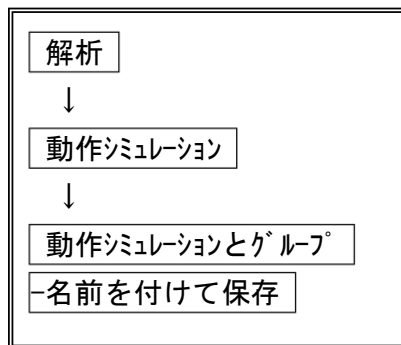 解析
↓
動作ｼﾐｭﾚｰｼｮﾝ
↓
動作ｼﾐｭﾚｰｼｮﾝとｸﾞﾙｰﾌﾟ
−名前を付けて保存